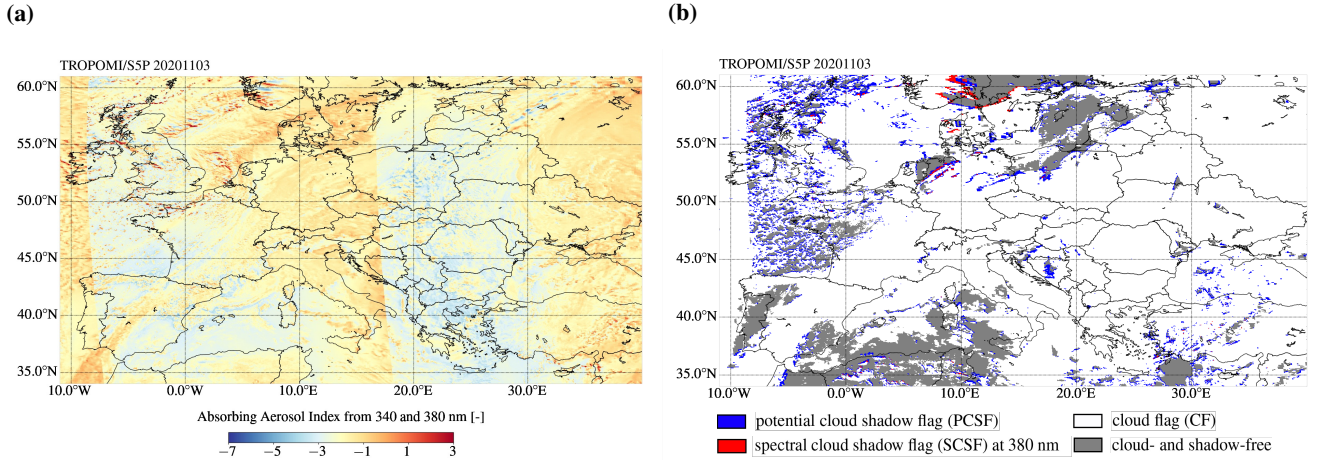 (a)
(b)
TROPOMI/S5P 20201103
60.0°N
55.0°N
50.0°N
45.0°N
40.0°N
35.0°N
10.0°W 0.0°W 10.0°W 20.0°W 30.0°W
Absorbing Aerosol Index from 340 and 380 nm [-]
−7 −5 −3 −1 1 3
TROPOMI/S5P 20201103
60.0°N
55.0°N
50.0°N
45.0°N
40.0°N
35.0°N
10.0°W 0.0°W 10.0°W 20.0°W 30.0°W
potential cloud shadow flag (PCSF)
cloud flag (CF)
spectral cloud shadow flag (SCSF) at 380 nm
cloud- and shadow-free